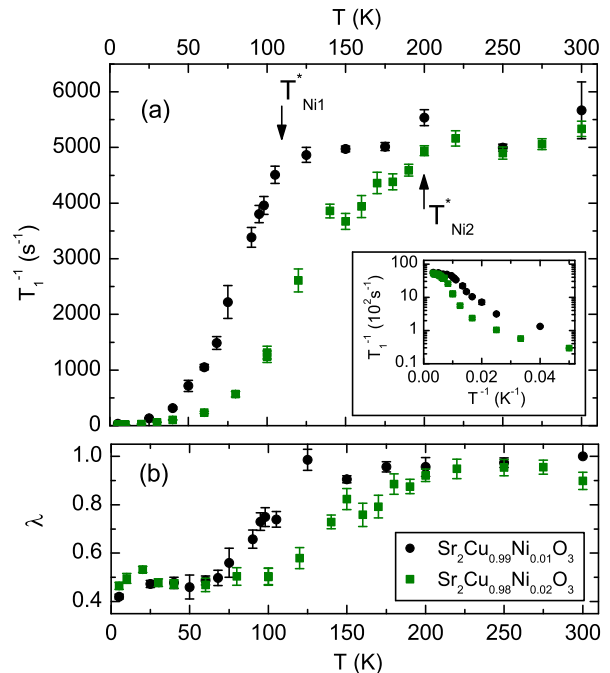 T (K)
0 50 100 150 200 250 300
(a)
T*Ni1
6000
5000
4000
3000
2000
1000
0
T1-1 (s-1)
T*Ni2
100
10
1
0.1
T1-1 (102s-1)
0.00 0.02 0.04
T-1 (K-1)
(b)
1.0
0.8
0.6
0.4
λ
Sr2Cu0.99Ni0.01O3
Sr2Cu0.98Ni0.02O3
0 50 100 150 200 250 300
T (K)